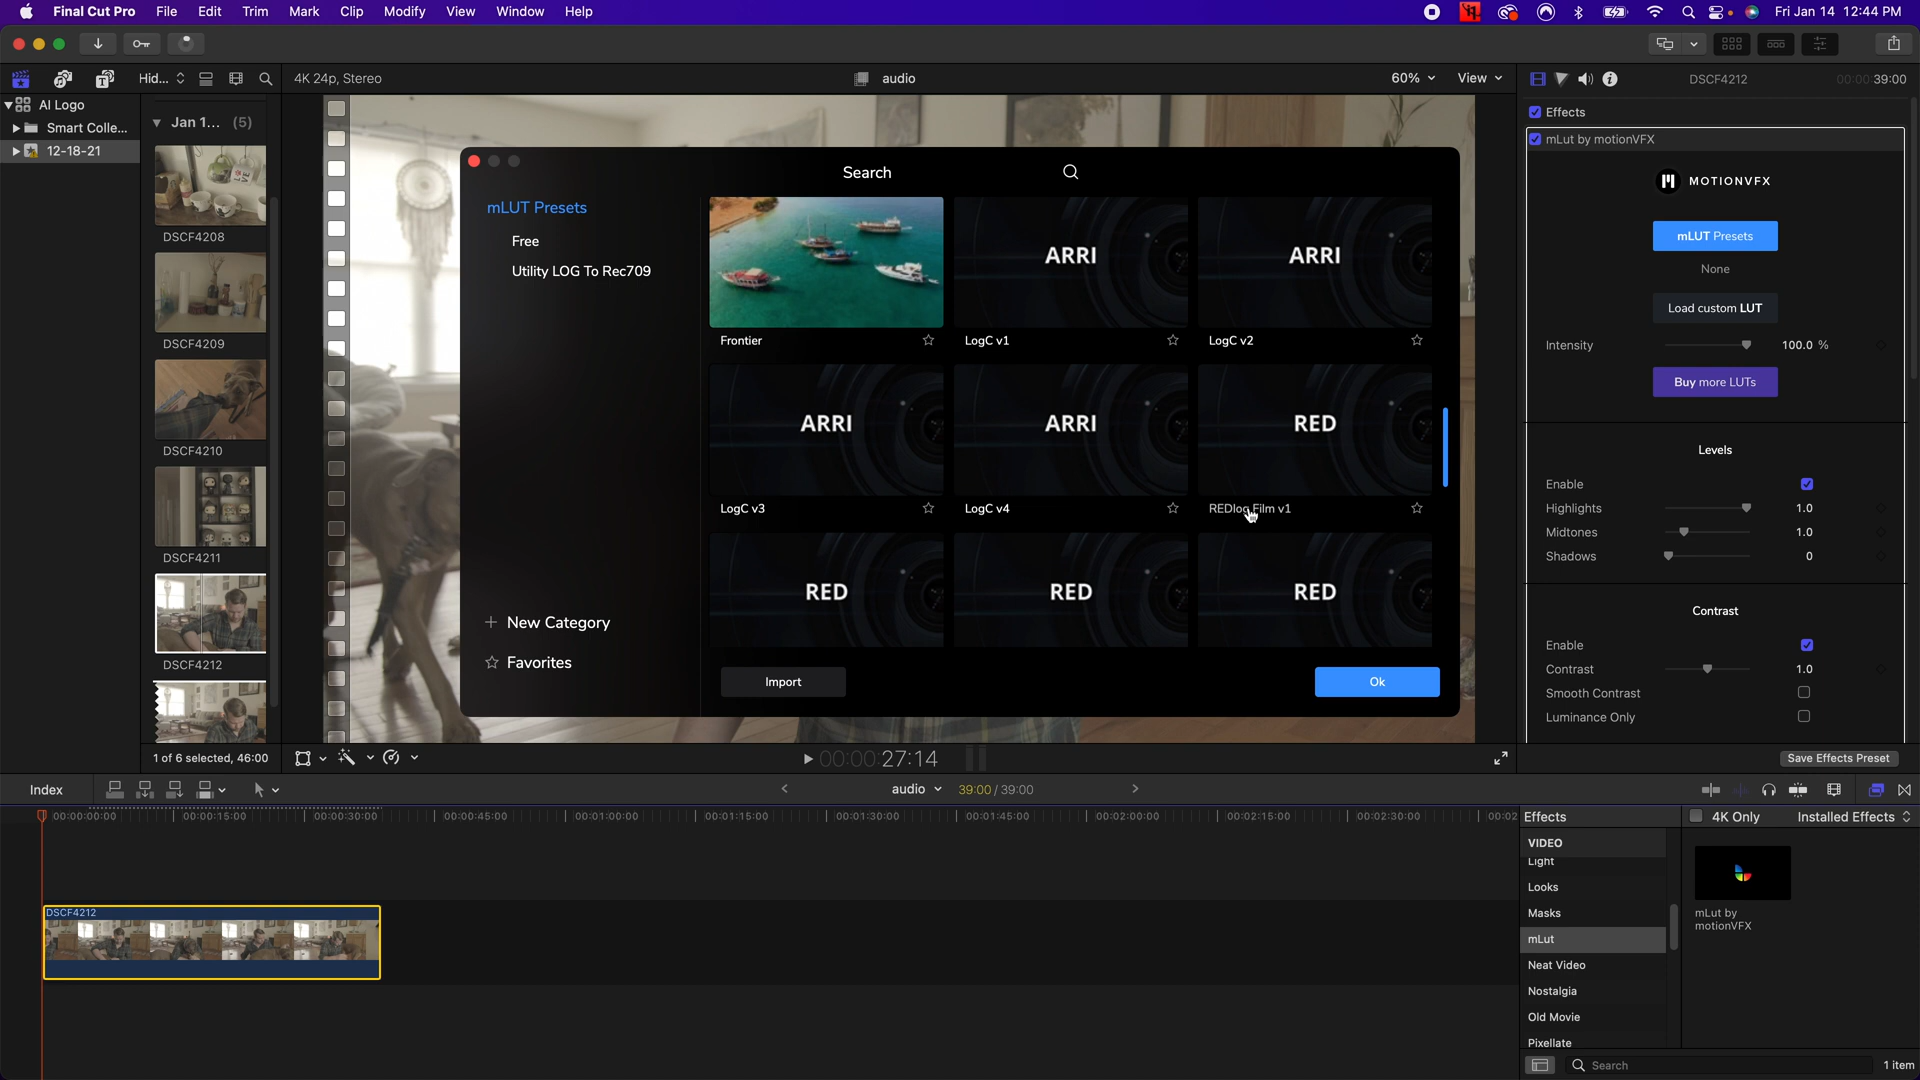 Final Cut Pro File Edit Trim Mark Clip Modify View Window Help
Fri Jan 14 12:44 PM
Hid...
4K 24p, Stereo
audio
60%
View
DSCF4212
00:00:39:00
AI Logo
Smart Colle...
12-18-21
Jan 1... (5)
DSCF4208
DSCF4209
DSCF4210
DSCF4211
DSCF4212
1 of 6 selected, 46:00
Search
mLUT Presets
Free
Utility LOG To Rec709
New Category
Favorites
ARRI
ARRI
Frontier
LogC v1
LogC v2
ARRI
ARRI
RED
LogC v3
LogC v4
REDlog Film v1
RED
RED
RED
Import
Ok
00:00:27:14
Effects
mLut by motionVFX
MOTIONVFX
mLUT Presets
None
Load custom LUT
Intensity 100.0 %
Buy more LUTs
Levels
Enable
Highlights 1.0
Midtones 1.0
Shadows 0
Contrast
Enable
Contrast 1.0
Smooth Contrast
Luminance Only
Save Effects Preset
Index
audio
39:00 / 39:00
00:00:00:00
00:00:15:00
00:00:30:00
00:00:45:00
00:01:00:00
00:01:15:00
00:01:30:00
00:01:45:00
00:02:00:00
00:02:15:00
00:02:30:00
00:02
DSCF4212
Effects
4K Only
Installed Effects
VIDEO
Light
Looks
Masks
mLut
Neat Video
Nostalgia
Old Movie
Pixellate
mLut by
motionVFX
Search
1 item